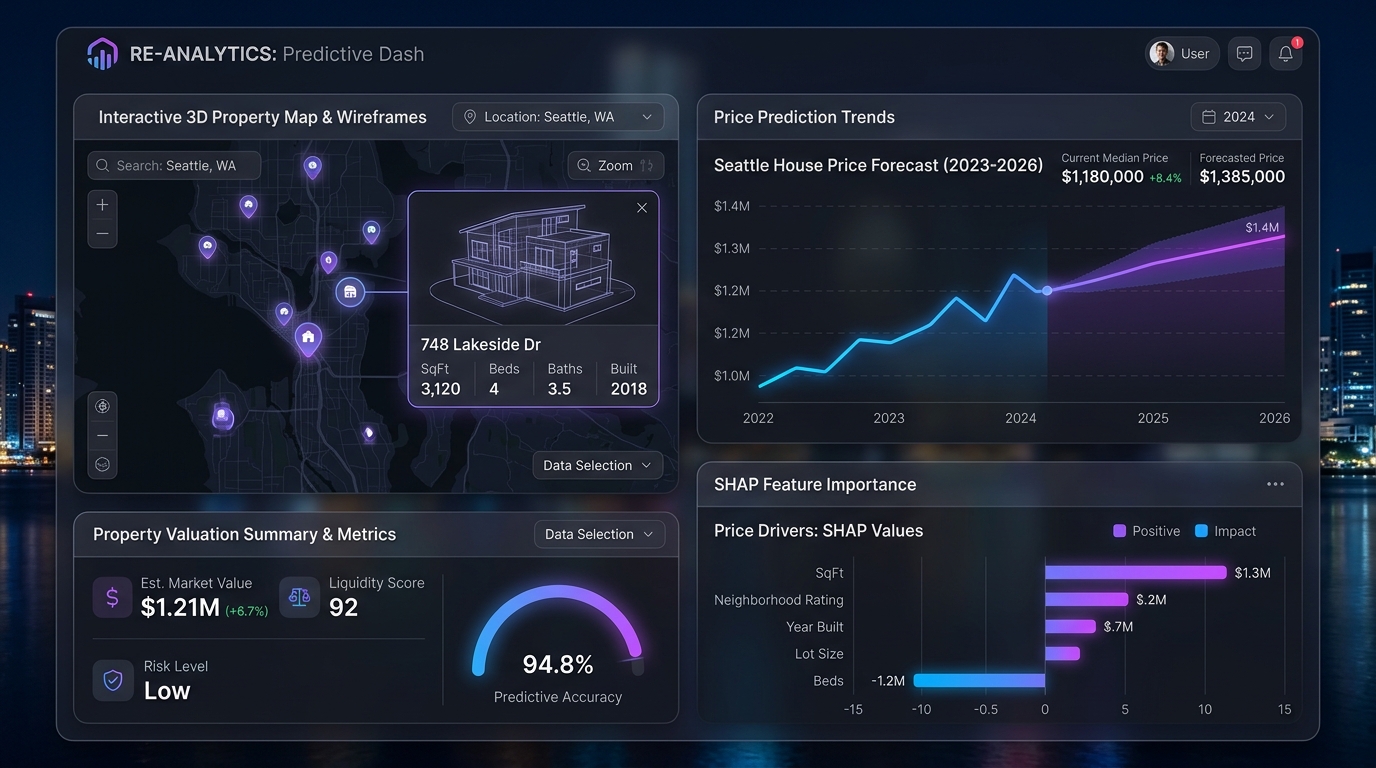 RE-ANALYTICS: Predictive Dash
User
1
Interactive 3D Property Map & Wireframes
Location: Seattle, WA
Search: Seattle, WA
Zoom
748 Lakeside Dr
SqFt Beds Baths Built
3,120 4 3.5 2018
Data Selection
Price Prediction Trends
2024
Seattle House Price Forecast (2023-2026)
Current Median Price
$1,180,000 +8.4%
Forecasted Price
$1,385,000
$1.4M
$1.3M
$1.2M
$1.2M
$1.0M
$1.4M
2022 2023 2024 2025 2026
Property Valuation Summary & Metrics
Data Selection
Est. Market Value
$1.21M (+6.7%)
Liquidity Score
92
Risk Level
Low
94.8%
Predictive Accuracy
SHAP Feature Importance
Price Drivers: SHAP Values
Positive Impact
SqFt $1.3M
Neighborhood Rating $.2M
Year Built $.7M
Lot Size
Beds -1.2M
-15 -10 -0.5 0 5 10 15